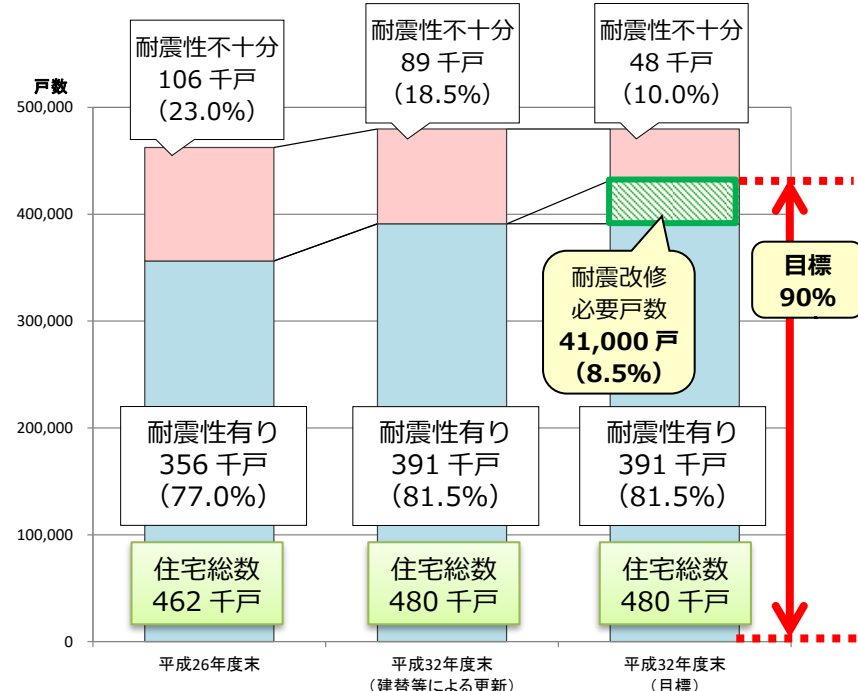 戸数
500,000
400,000
300,000
200,000
100,000
0
耐震性不十分
106 千戸
(23.0%)
耐震性不十分
89 千戸
(18.5%)
耐震性不十分
48 千戸
(10.0%)
耐震改修
必要戸数
41,000 戸
(8.5%)
目標
90%
耐震性有り
356 千戸
(77.0%)
耐震性有り
391 千戸
(81.5%)
耐震性有り
391 千戸
(81.5%)
住宅総数
462 千戸
住宅総数
480 千戸
住宅総数
480 千戸
平成26年度末
平成32年度末
(建替等による更新)
平成32年度末
(目標)